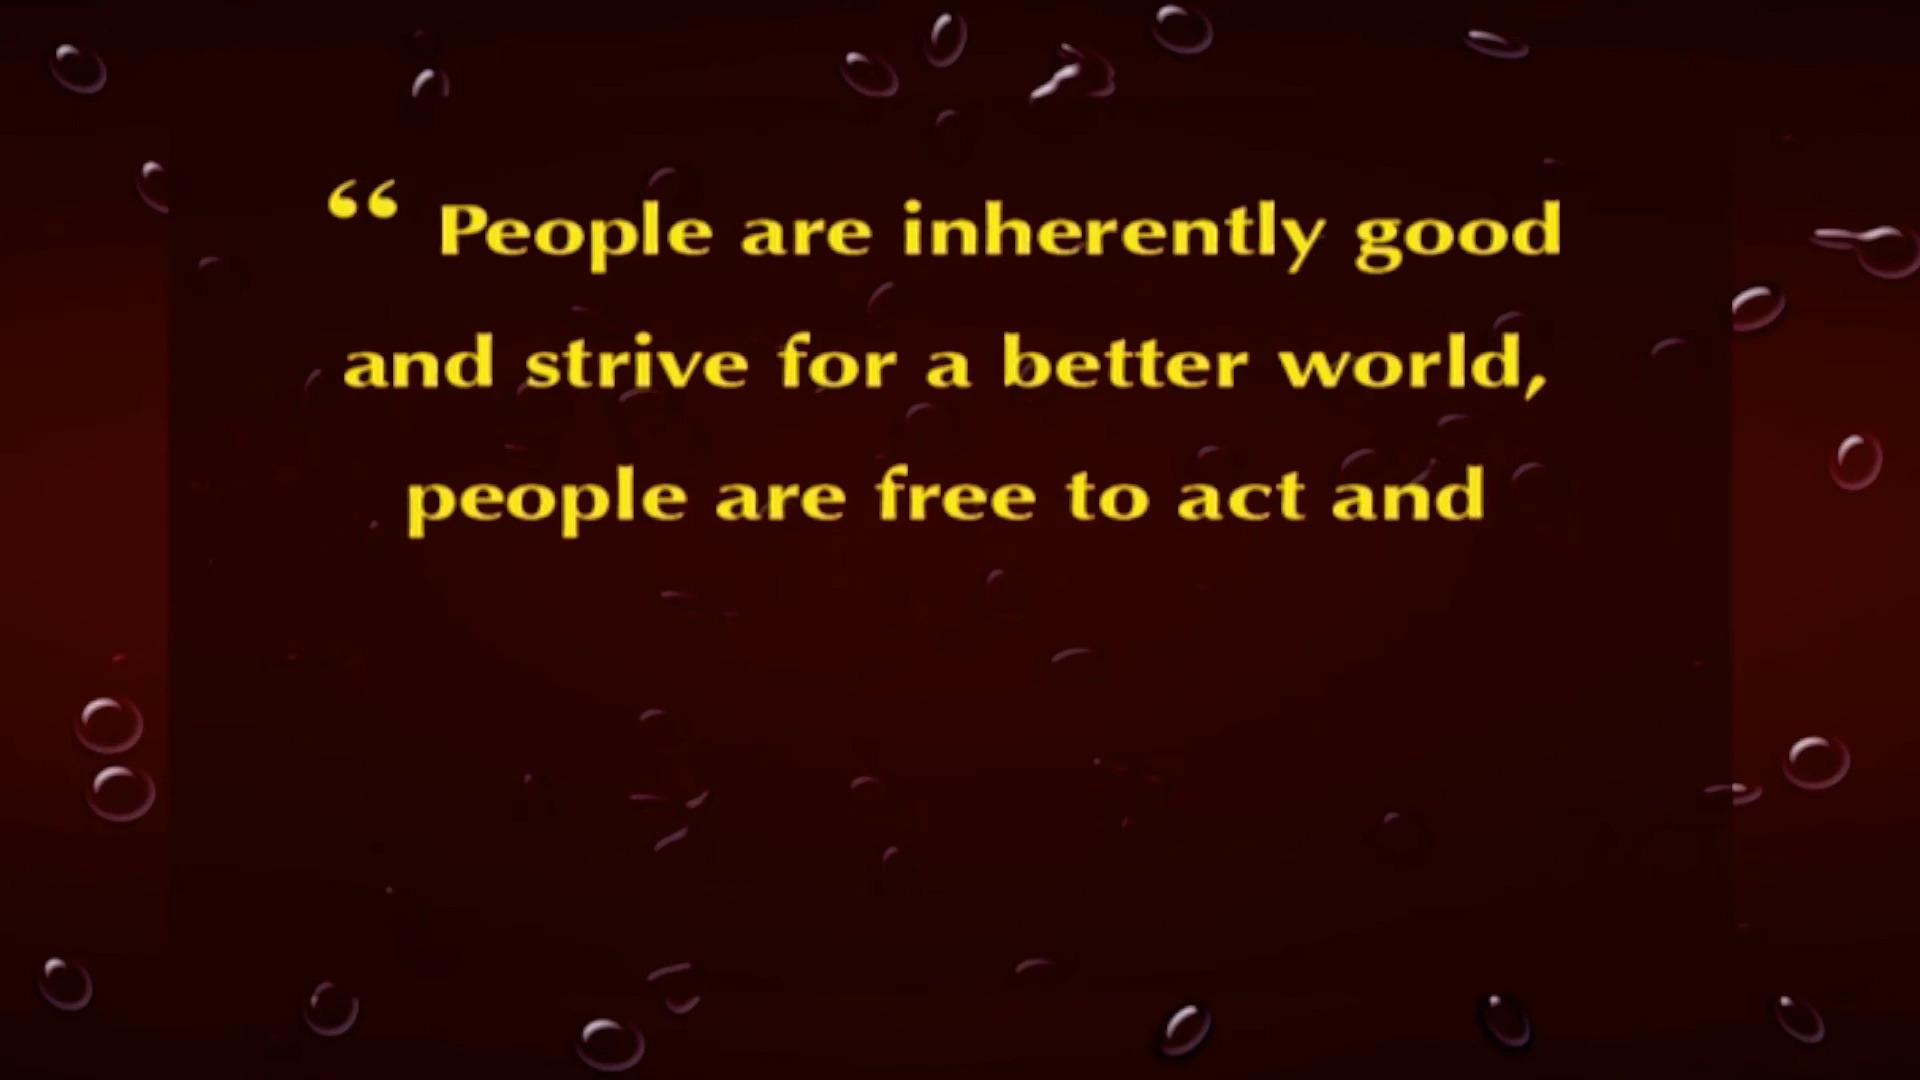 “ People are inherently good
and strive for a better world,
people are free to act and